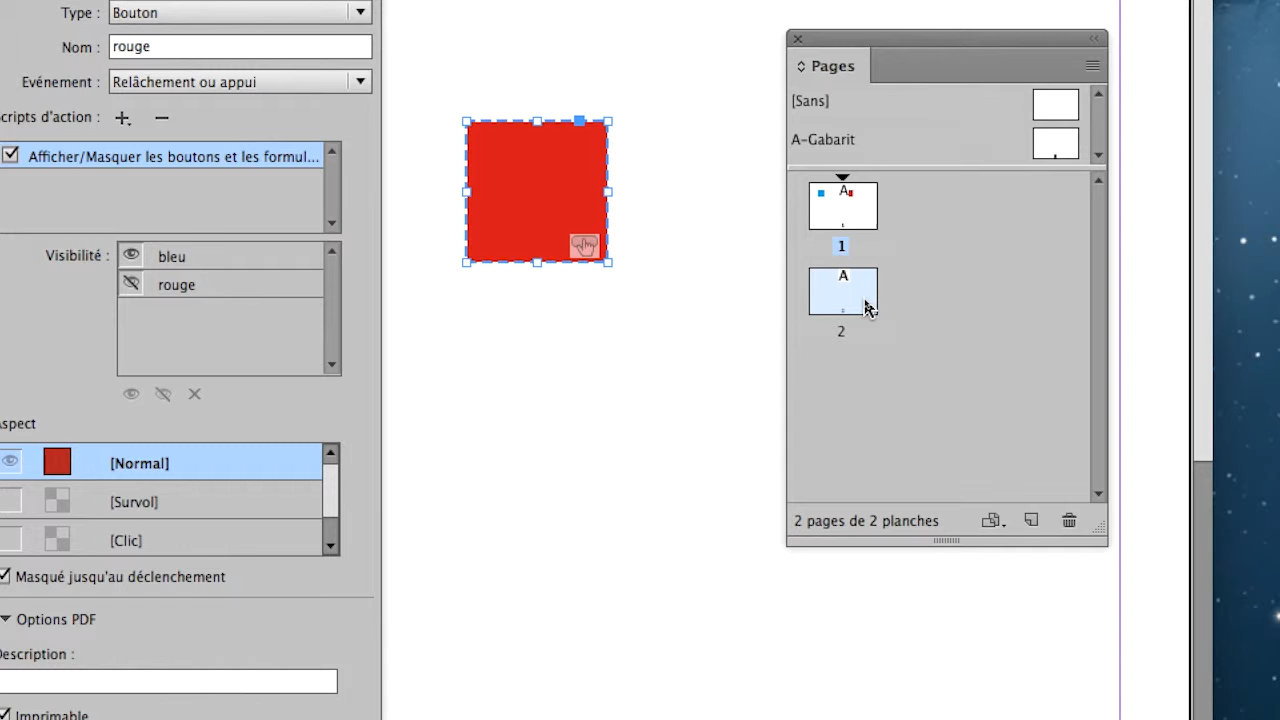 Type : Bouton
Nom : rouge
Evénement : Relâchement ou appui
cripts d'action :
Afficher/Masquer les boutons et les formul...
Visibilité : bleu
rouge
spect
[Normal]
[Survol]
[Clic]
Masqué jusqu'au déclenchement
Options PDF
Description :
Imprimable
Pages
[Sans]
A-Gabarit
A
1
A
2
2 pages de 2 planches